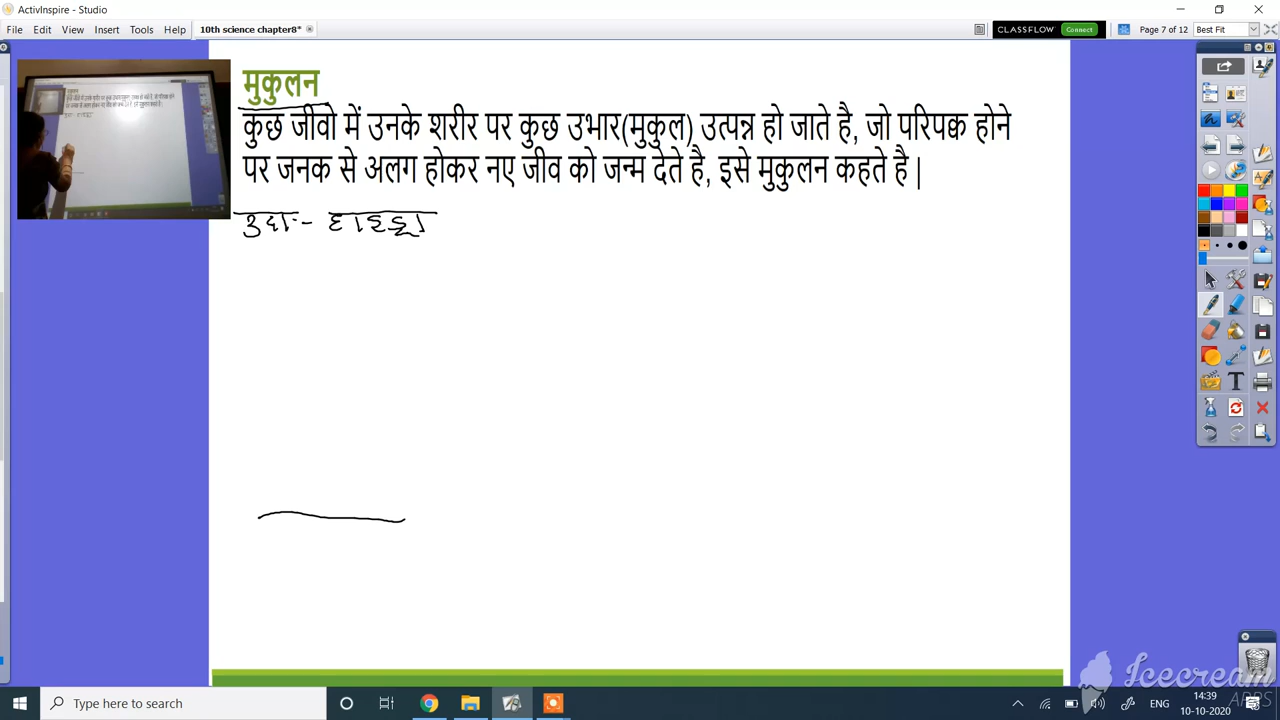 ActivInspire - Studio
File Edit View Insert Tools Help
10th science chapter8*
CLASSFLOW Connect
Page 7 of 12
Best Fit
मुकुलन
कुछ जीवो में उनके शरीर पर कुछ उभार(मुकुल) उत्पन्न हो जाते है, जो परिपक्व होने
पर जनक से अलग होकर नए जीव को जन्म देते है, इसे मुकुलन कहते है |
उदा.- हाइड्रा
Icecream
APPS
Type here to search
ENG
14:39
10-10-2020